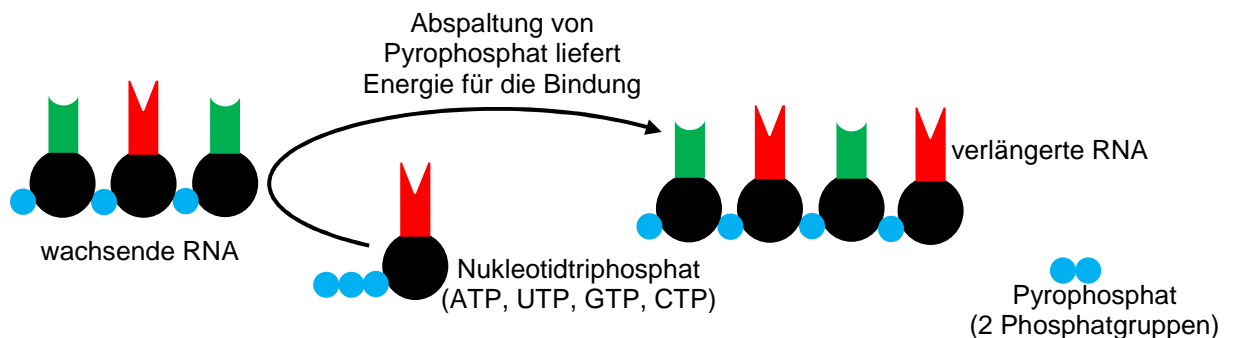 Abspaltung von
Pyrophosphat liefert
Energie für die Bindung
verlängerte RNA
wachsende RNA
Nukleotidtriphosphat
(ATP, UTP, GTP, CTP)
Pyrophosphat
(2 Phosphatgruppen)